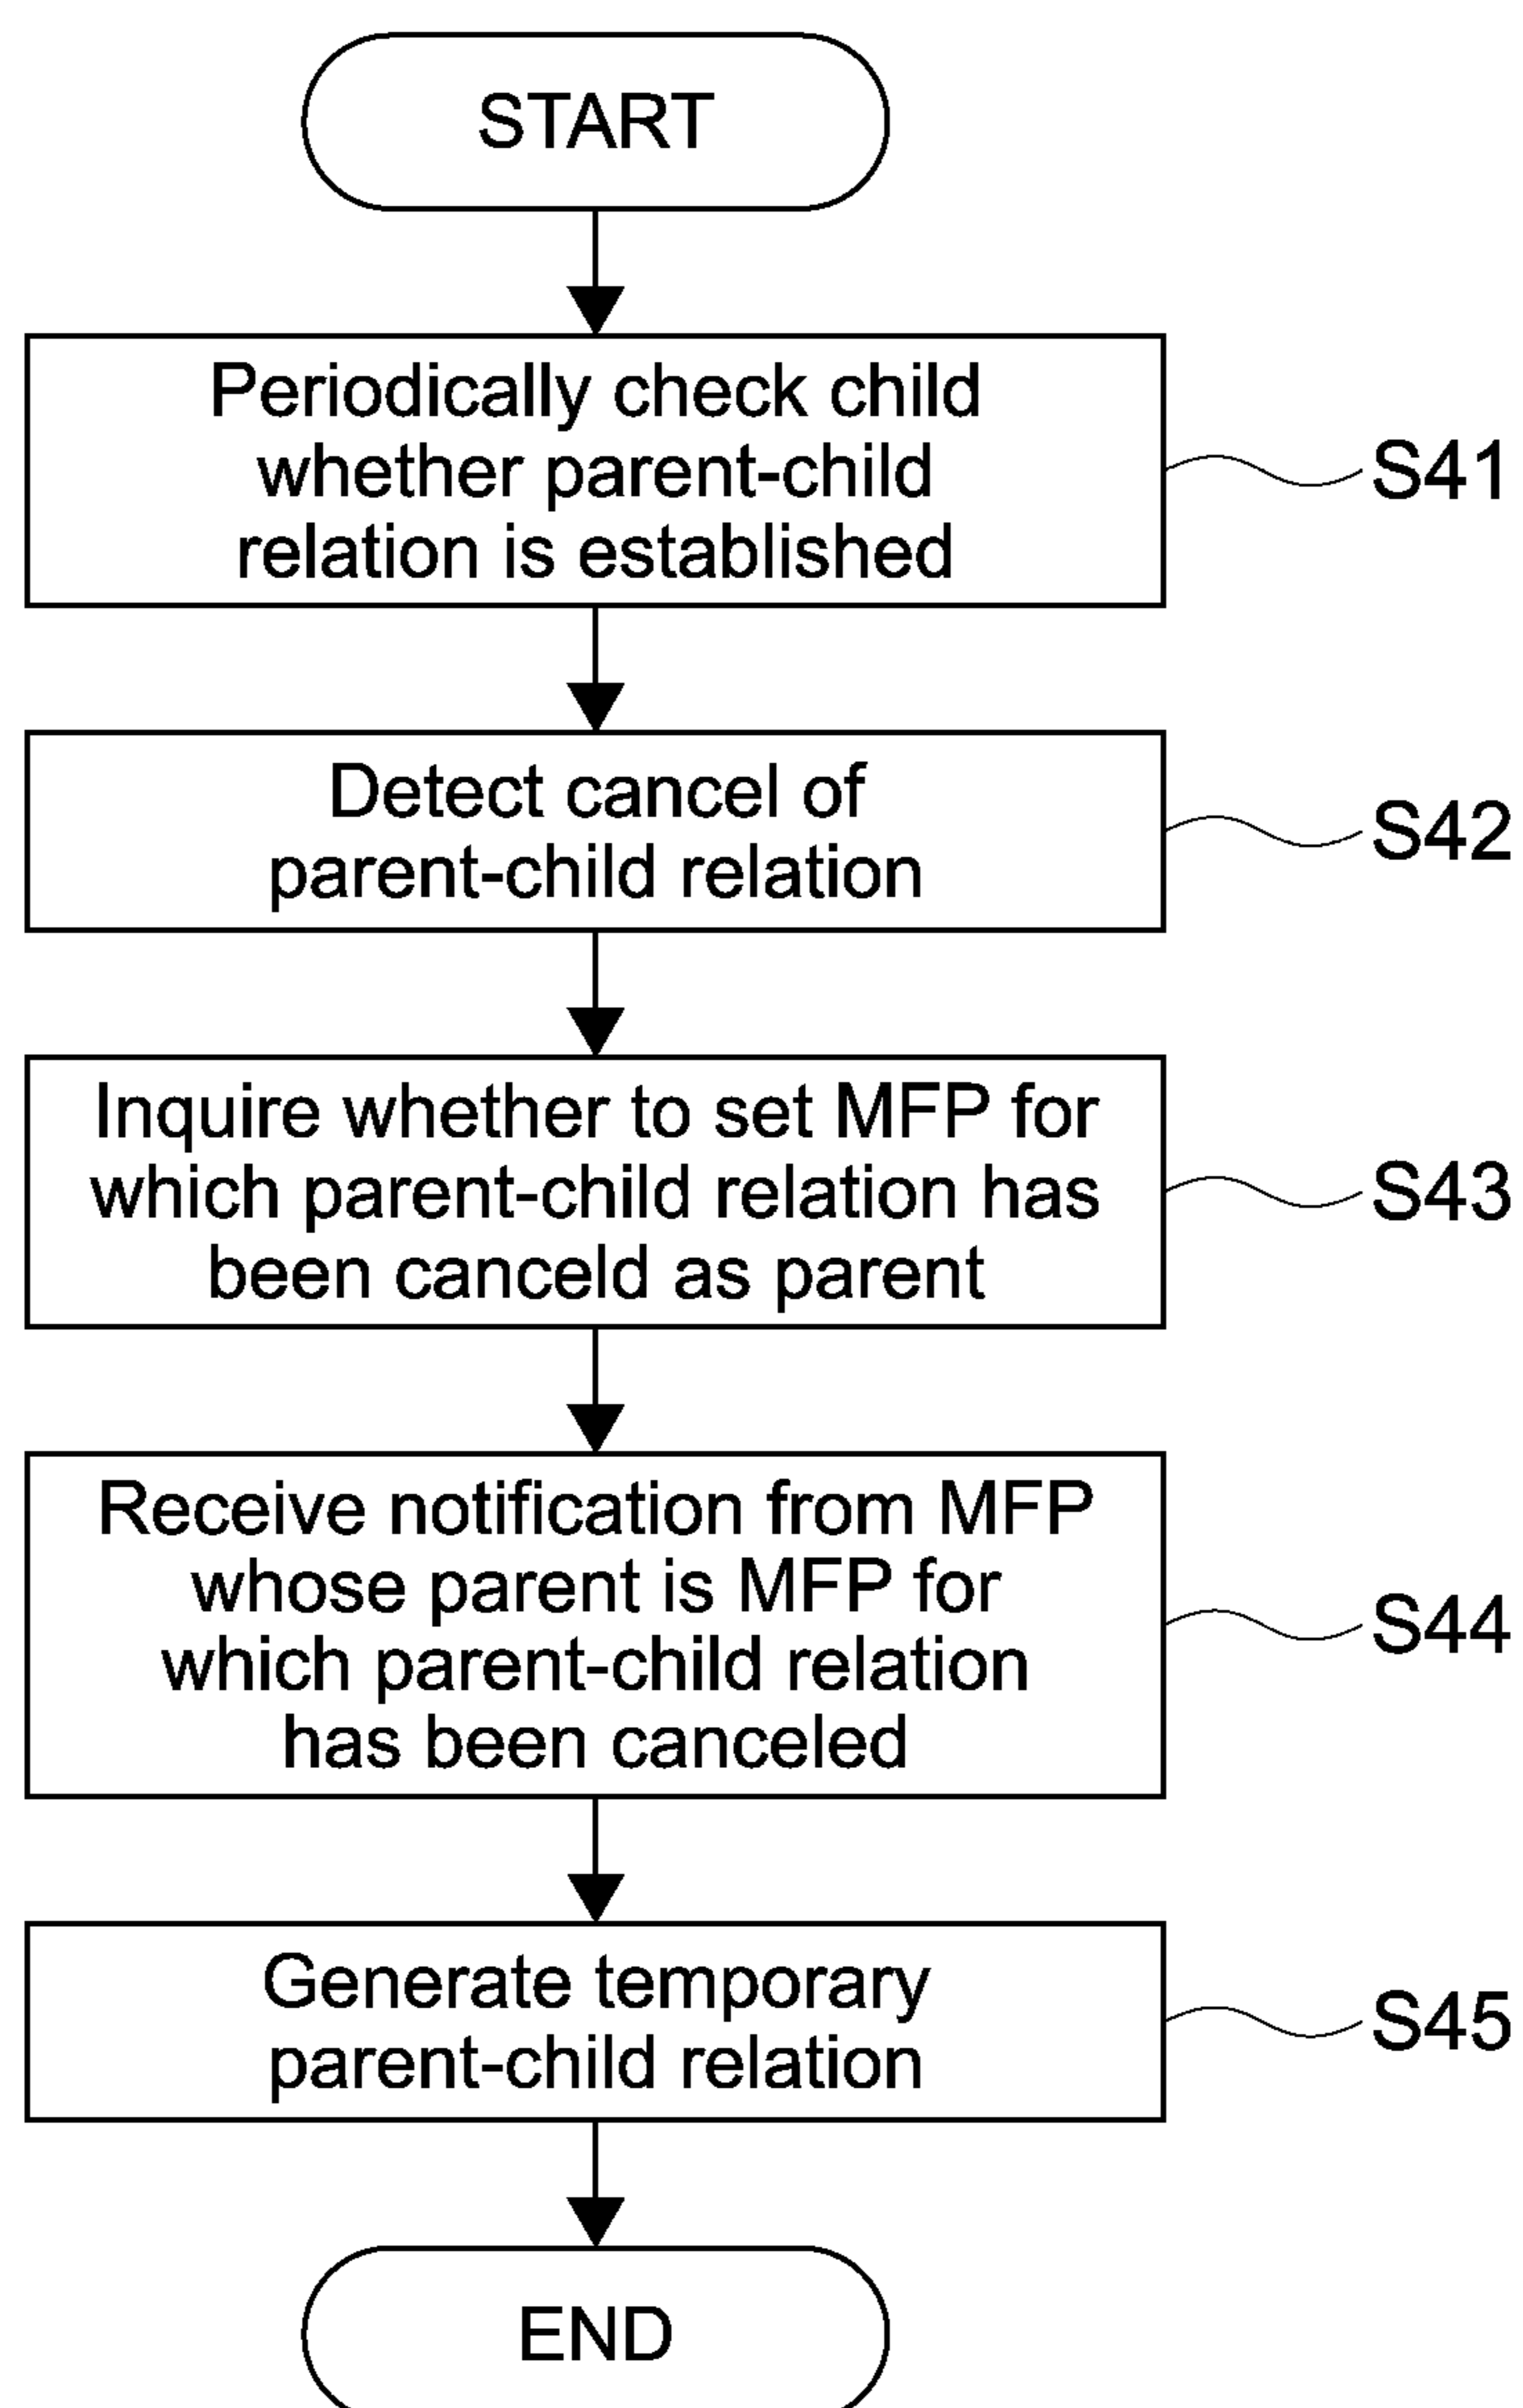 START
Periodically check child
whether parent-child
relation is established
S41
Detect cancel of
parent-child relation
S42
Inquire whether to set MFP for
which parent-child relation has
been canceld as parent
S43
Receive notification from MFP
whose parent is MFP for
which parent-child relation
has been canceled
S44
Generate temporary
parent-child relation
S45
END